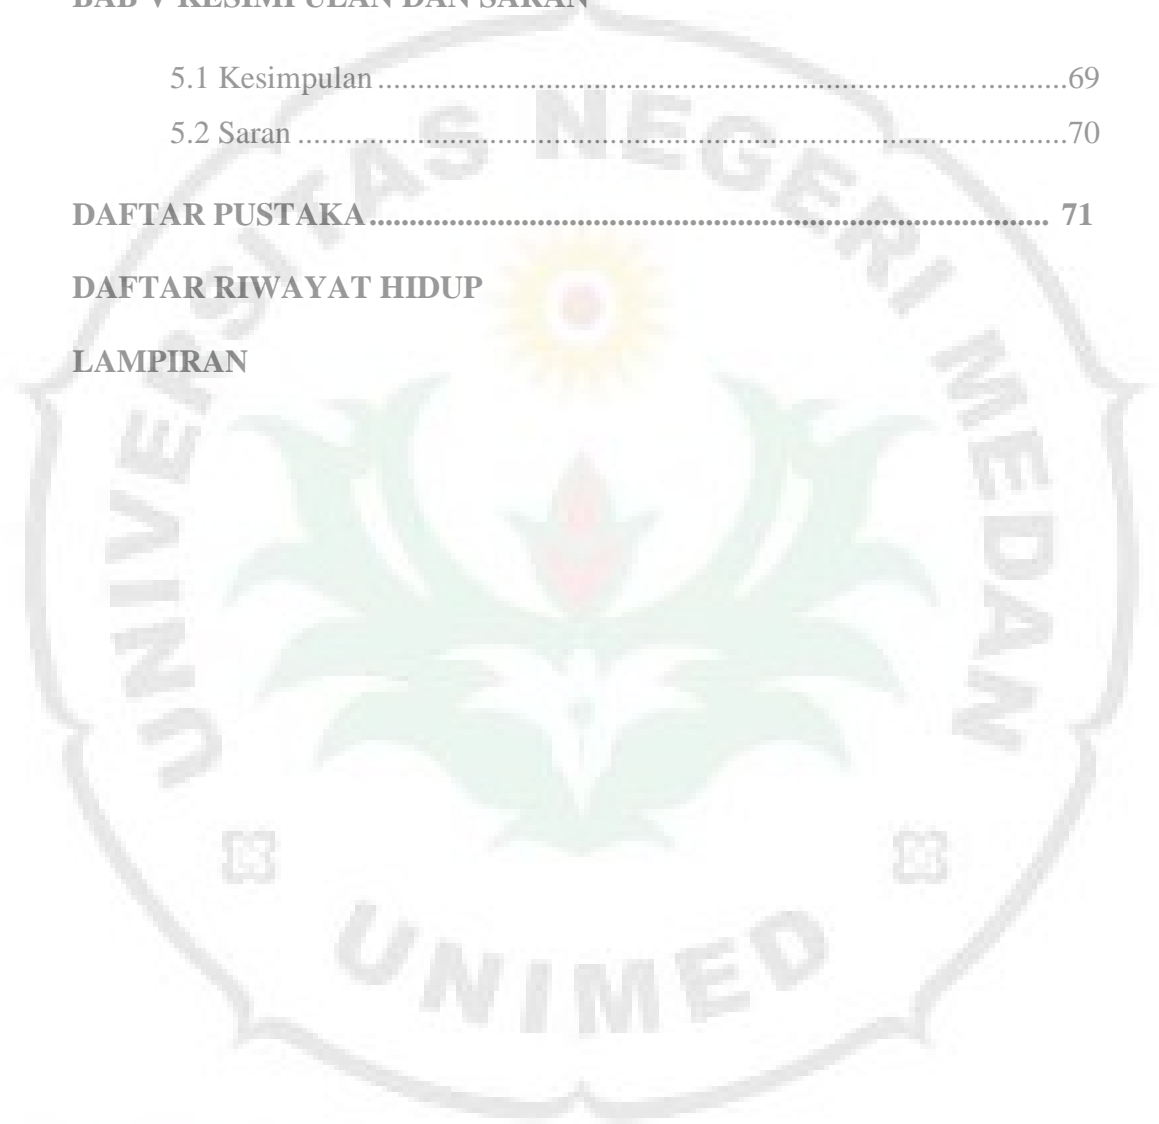 BAB V KESIMPULAN DAN SARAN
5.1 Kesimpulan ........................................................................................69
5.2 Saran ..................................................................................................70
DAFTAR PUSTAKA..................................................................................... 71
DAFTAR RIWAYAT HIDUP
LAMPIRAN
UNIVERSITAS NEGERI MEDAN
UNIMED